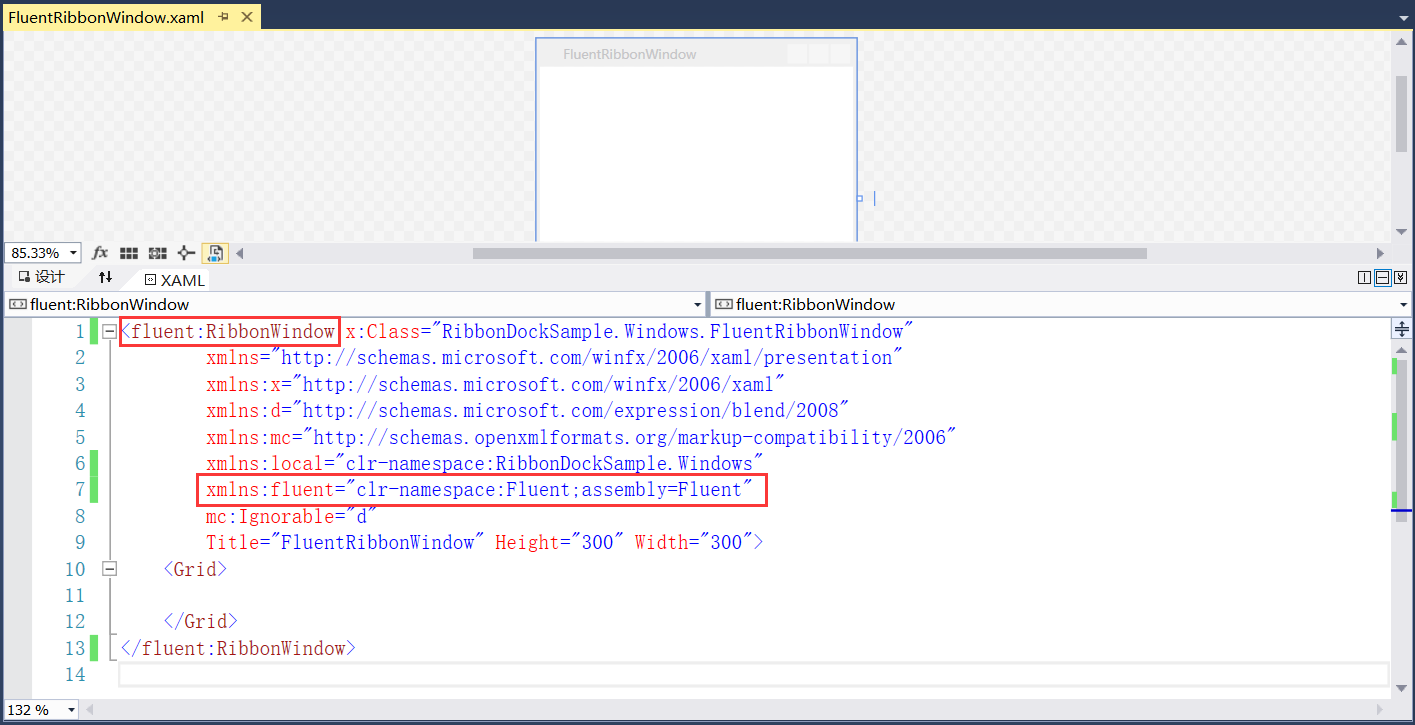 FluentRibbonWindow.xaml
FluentRibbonWindow
85.33%
fx
设计
XAML
fluent:RibbonWindow
fluent:RibbonWindow
1 <fluent:RibbonWindow x:Class="RibbonDockSample.Windows.FluentRibbonWindow"
2 xmlns="http://schemas.microsoft.com/winfx/2006/xaml/presentation"
3 xmlns:x="http://schemas.microsoft.com/winfx/2006/xaml"
4 xmlns:d="http://schemas.microsoft.com/expression/blend/2008"
5 xmlns:mc="http://schemas.openxmlformats.org/markup-compatibility/2006"
6 xmlns:local="clr-namespace:RibbonDockSample.Windows"
7 xmlns:fluent="clr-namespace:Fluent;assembly=Fluent"
8 mc:Ignorable="d"
9 Title="FluentRibbonWindow" Height="300" Width="300">
10 <Grid>
11
12 </Grid>
13 </fluent:RibbonWindow>
14
132 %